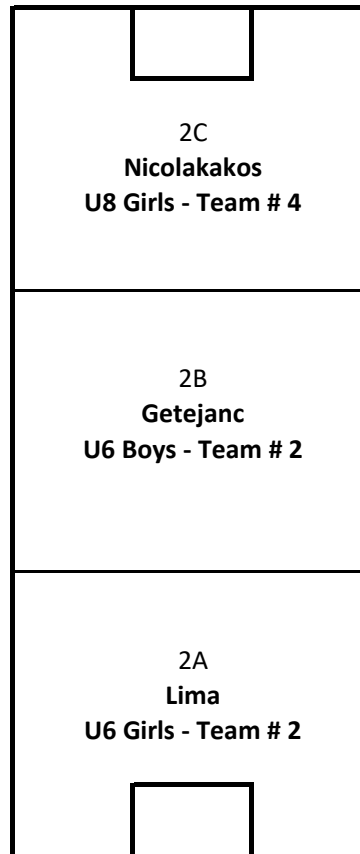 2C
Nicolakakos
U8 Girls - Team # 4
2B
Getejanc
U6 Boys - Team # 2
2A
Lima
U6 Girls - Team # 2